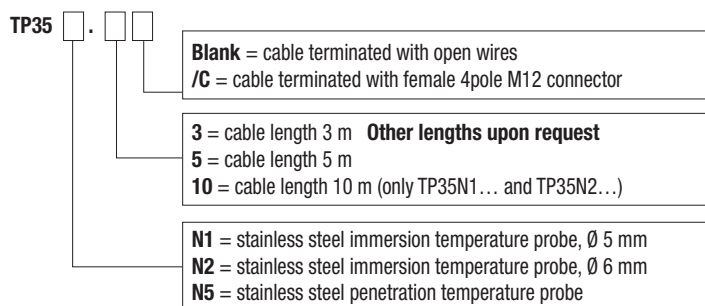 TP35 .
Blank = cable terminated with open wires
/C = cable terminated with female 4pole M12 connector
3 = cable length 3 m Other lengths upon request
5 = cable length 5 m
10 = cable length 10 m (only TP35N1… and TP35N2…)
N1 = stainless steel immersion temperature probe, Ø 5 mm
N2 = stainless steel immersion temperature probe, Ø 6 mm
N5 = stainless steel penetration temperature probe